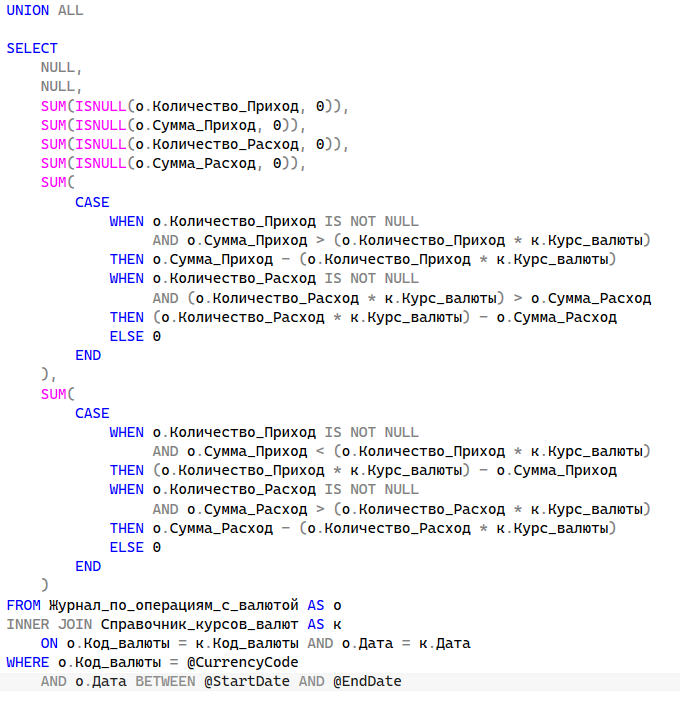 UNION ALL
SELECT
NULL,
NULL,
SUM(ISNULL(о.Количество_Приход, 0)),
SUM(ISNULL(о.Сумма_Приход, 0)),
SUM(ISNULL(о.Количество_Расход, 0)),
SUM(ISNULL(о.Сумма_Расход, 0)),
SUM(
CASE
WHEN о.Количество_Приход IS NOT NULL
AND о.Сумма_Приход > (о.Количество_Приход * к.Курс_валюты)
THEN о.Сумма_Приход - (о.Количество_Приход * к.Курс_валюты)
WHEN о.Количество_Расход IS NOT NULL
AND (о.Количество_Расход * к.Курс_валюты) > о.Сумма_Расход
THEN (о.Количество_Расход * к.Курс_валюты) - о.Сумма_Расход
ELSE 0
END
),
SUM(
CASE
WHEN о.Количество_Приход IS NOT NULL
AND о.Сумма_Приход < (о.Количество_Приход * к.Курс_валюты)
THEN (о.Количество_Приход * к.Курс_валюты) - о.Сумма_Приход
WHEN о.Количество_Расход IS NOT NULL
AND о.Сумма_Расход > (о.Количество_Расход * к.Курс_валюты)
THEN о.Сумма_Расход - (о.Количество_Расход * к.Курс_валюты)
ELSE 0
END
)
FROM Журнал_по_операциям_с_валютой AS о
INNER JOIN Справочник_курсов_валют AS к
ON о.Код_валюты = к.Код_валюты AND о.Дата = к.Дата
WHERE о.Код_валюты = @CurrencyCode
AND о.Дата BETWEEN @StartDate AND @EndDate